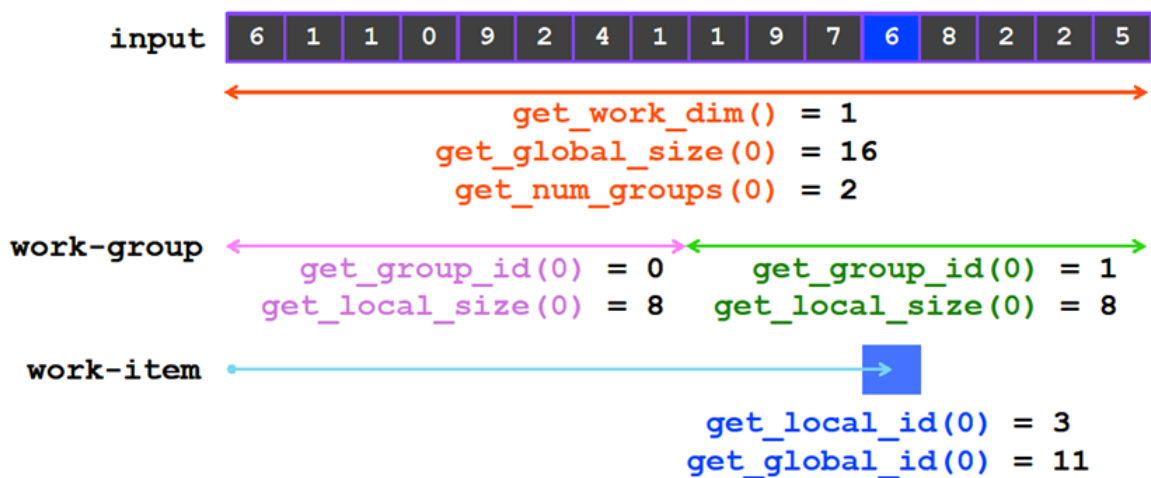 input 6 1 1 0 9 2 4 1 1 9 7 6 8 2 2 5
get_work_dim() = 1
get_global_size(0) = 16
get_num_groups(0) = 2
work-group
get_group_id(0) = 0 get_group_id(0) = 1
get_local_size(0) = 8 get_local_size(0) = 8
work-item
get_local_id(0) = 3
get_global_id(0) = 11